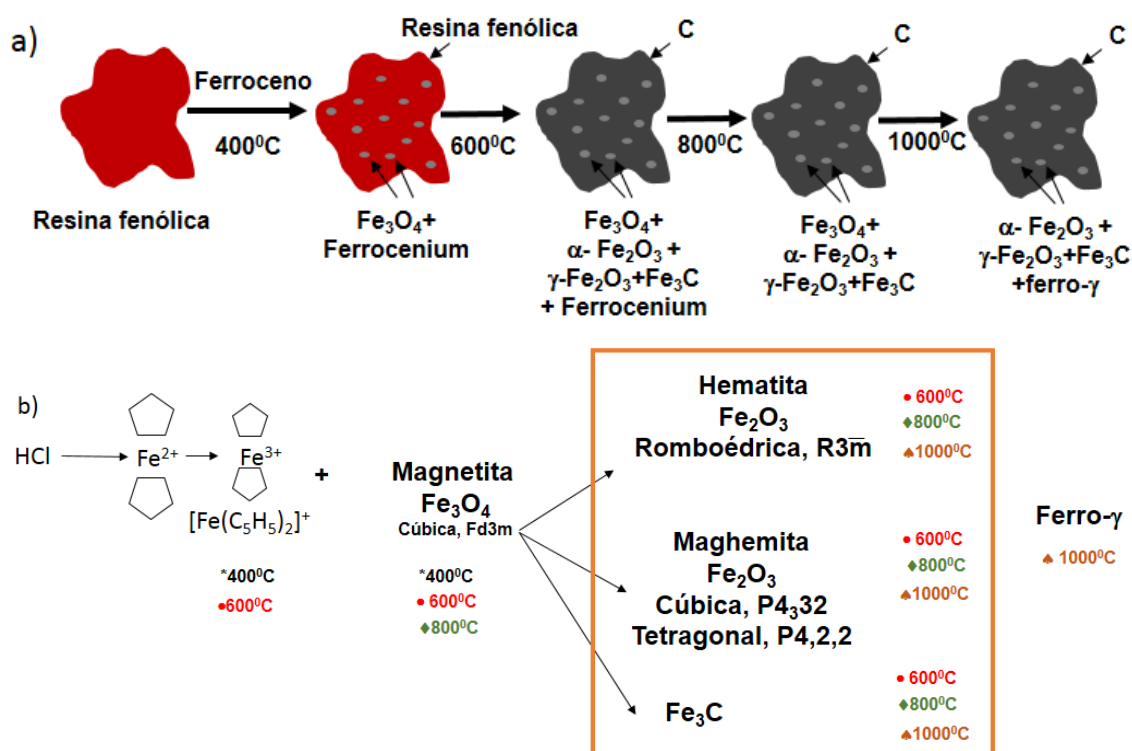 a)
Resina fenólica
Ferroceno
400⁰C
Resina fenólica
Fe₃O₄+
Ferrocenium
600⁰C
C
Fe₃O₄+
α- Fe₂O₃ +
γ-Fe₂O₃+Fe₃C
+ Ferrocenium
800⁰C
C
Fe₃O₄+
α- Fe₂O₃ +
γ-Fe₂O₃+Fe₃C
1000⁰C
C
α- Fe₂O₃ +
γ-Fe₂O₃+Fe₃C
+ferro-γ
b)
HCl
Fe²⁺
Fe³⁺
[Fe(C₅H₅)₂]⁺
*400⁰C
•600⁰C
+
Magnetita
Fe₃O₄
Cúbica, Fd3m
*400⁰C
• 600⁰C
♦800⁰C
Hematita
Fe₂O₃
Romboédrica, R3m̅
• 600⁰C
♦800⁰C
♠1000⁰C
Maghemita
Fe₂O₃
Cúbica, P4₃32
Tetragonal, P4,2,2
• 600⁰C
♦800⁰C
♠1000⁰C
Fe₃C
• 600⁰C
♦800⁰C
♠1000⁰C
Ferro-γ
♠ 1000⁰C